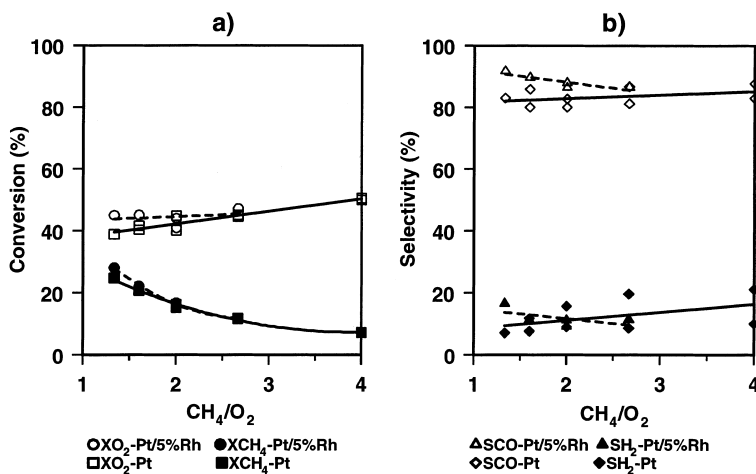 a)
100
80
60
40
20
0
Conversion (%)
1
2
3
4
CH₄/O₂
○XO₂-Pt/5%Rh ●XCH₄-Pt/5%Rh
□XO₂-Pt ■XCH₄-Pt
b)
100
80
60
40
20
0
Selectivity (%)
1
2
3
4
CH₄/O₂
△SCO-Pt/5%Rh ▲SH₂-Pt/5%Rh
◇SCO-Pt ◆SH₂-Pt